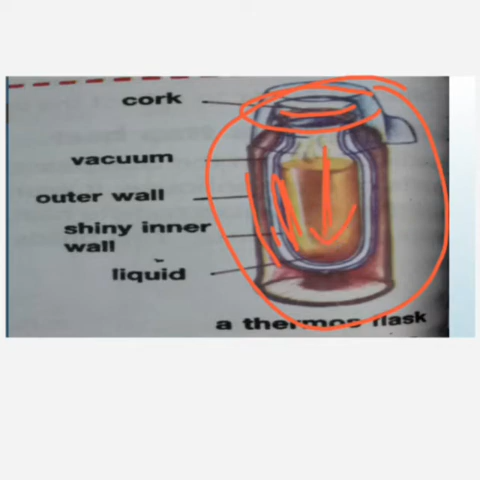 cork
vacuum
outer wall
shiny inner
wall
liquid
a thermos flask